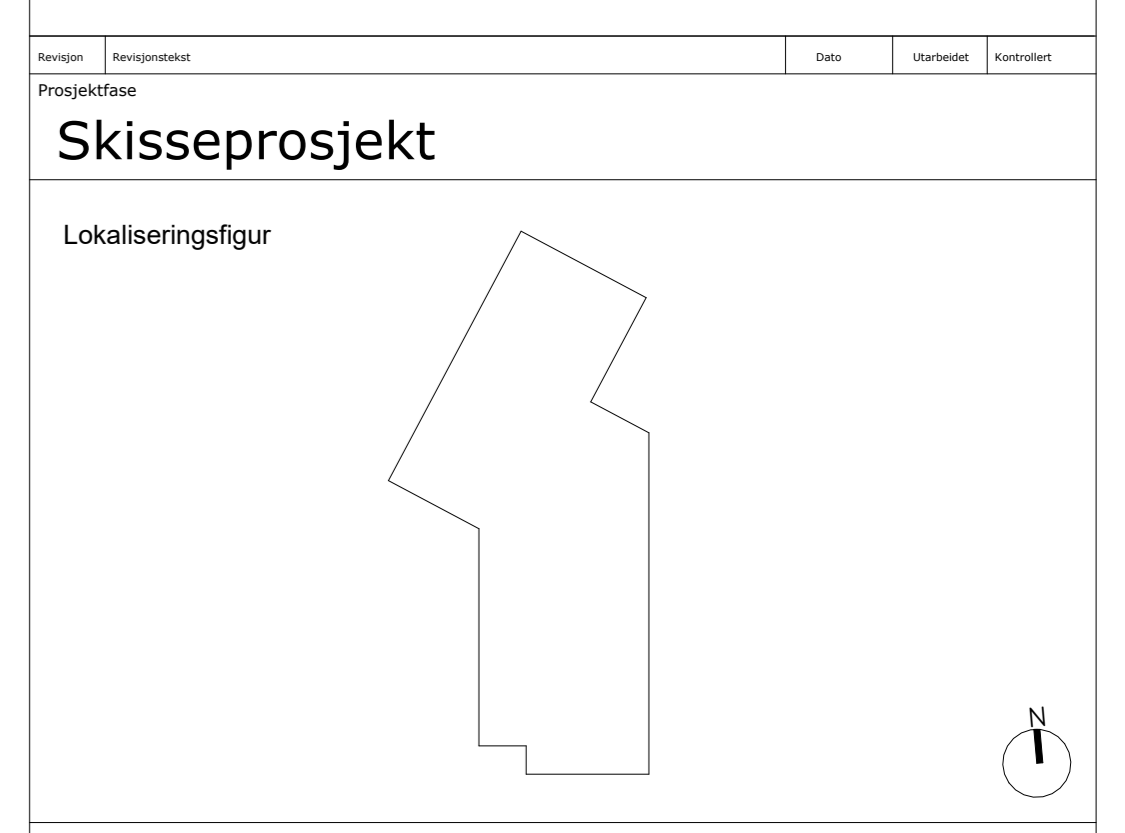 Revisjon Revisjonstekst Dato Utarbeidet Kontrollert
Prosjektfase
Skisseprosjekt
Lokaliseringsfigur
N